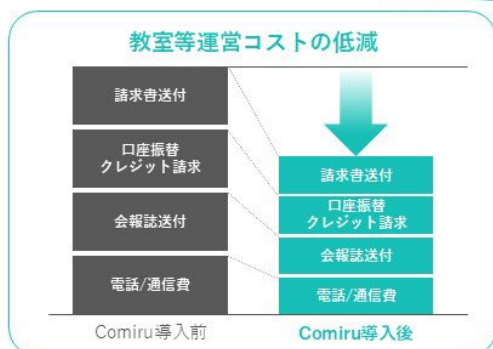 教室等運営コストの低減
請求書送付
口座振替
クレジット請求
会報誌送付
電話/通信費
請求書送付
口座振替
クレジット請求
会報誌送付
電話/通信費
Comiru導入前
Comiru導入後